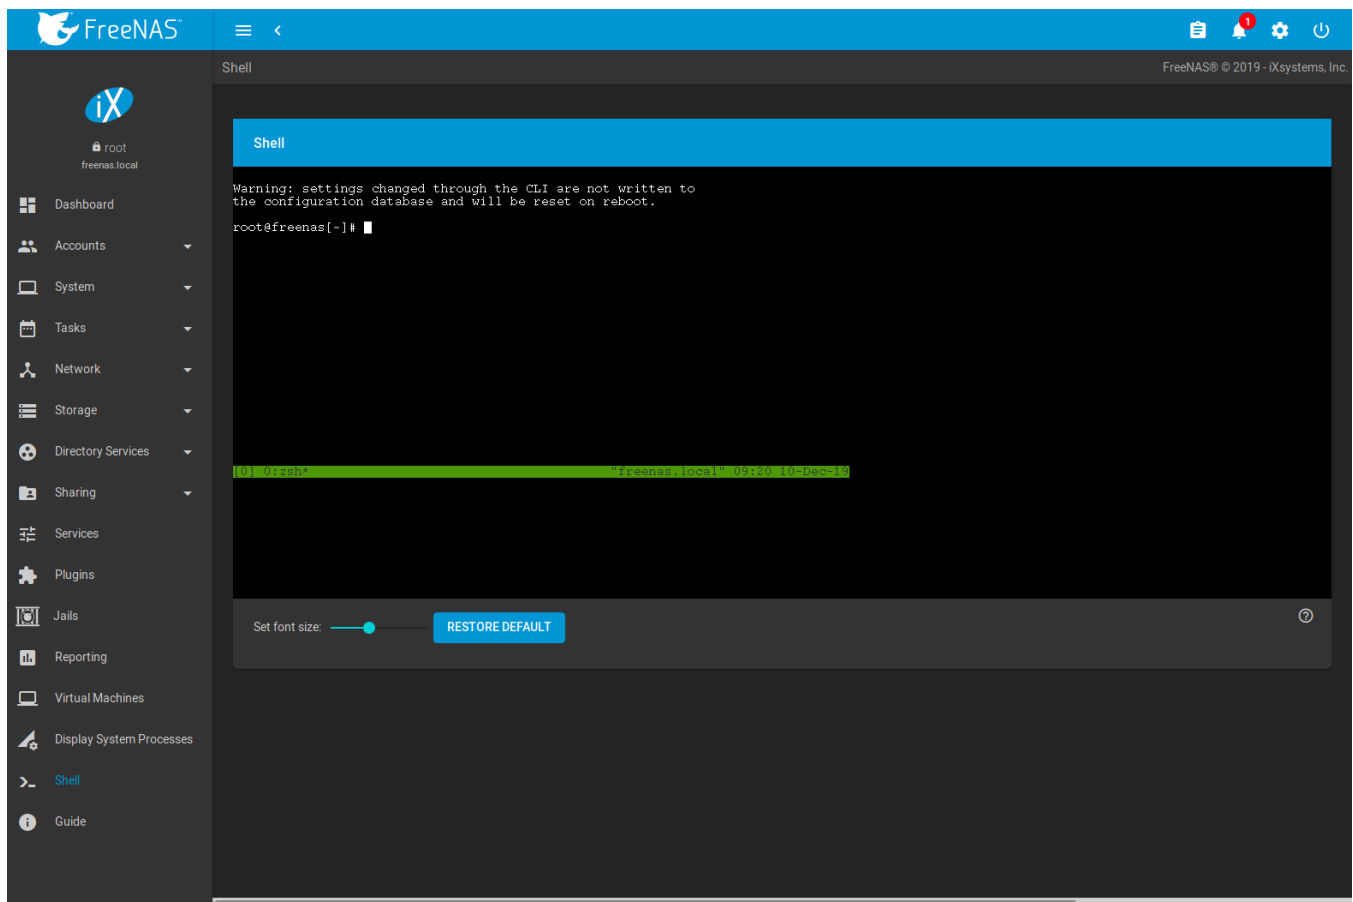 FreeNAS™
1
Shell
FreeNAS® © 2019 - iXsystems, Inc.
iX
root
freenas.local
Dashboard
Accounts
System
Tasks
Network
Storage
Directory Services
Sharing
Services
Plugins
Jails
Reporting
Virtual Machines
Display System Processes
Shell
Guide
Shell
Warning: settings changed through the CLI are not written to
the configuration database and will be reset on reboot.
root@freenas[~]#
[0] 0:zsh* "freenas.local" 09:20 10-Dec-19
Set font size:
RESTORE DEFAULT